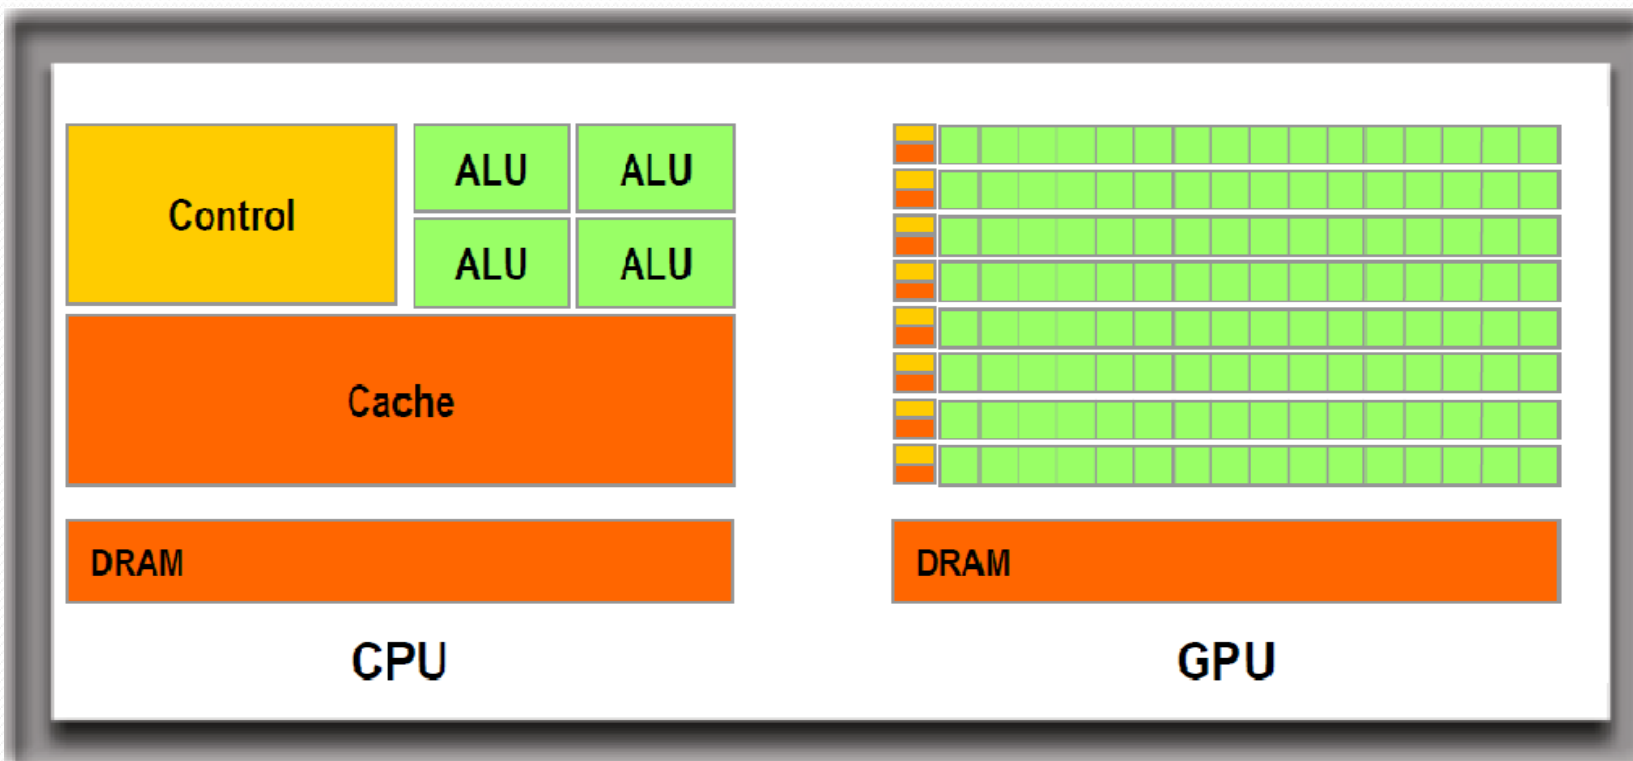 Control
ALU ALU
ALU ALU
Cache
DRAM
CPU
DRAM
GPU